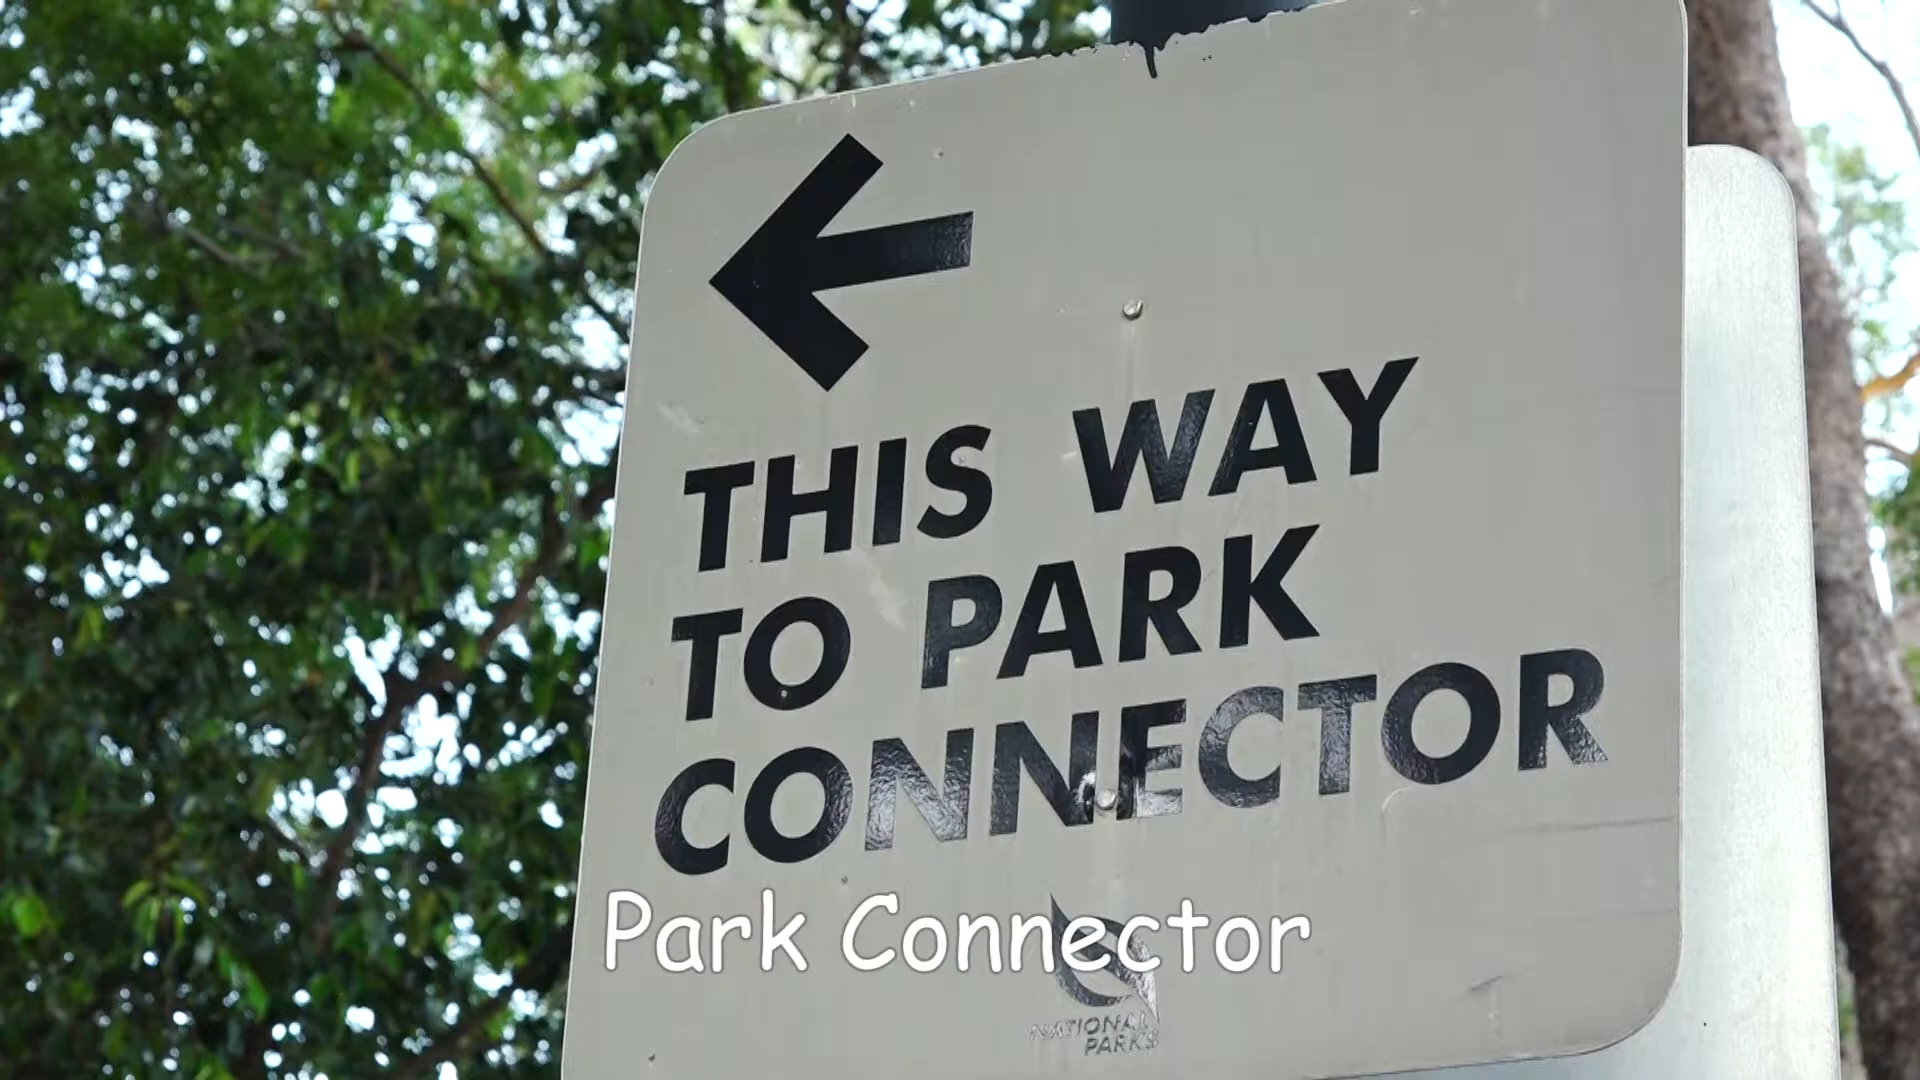 THIS WAY
TO PARK
CONNECTOR
Park Connector
NATIONAL
PARKS